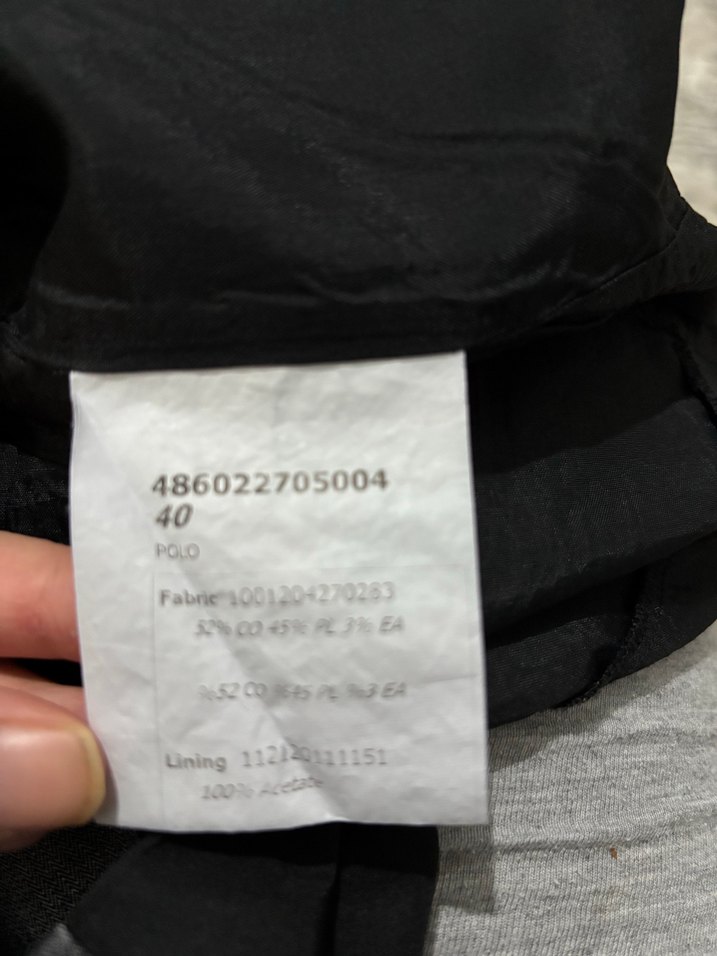 486022705004
40
POLO
Fabric 1001204270283
52% CO 45% PL 3% EA
%52 CO %45 PL %3 EA
Lining 112120111151
100% Acetate